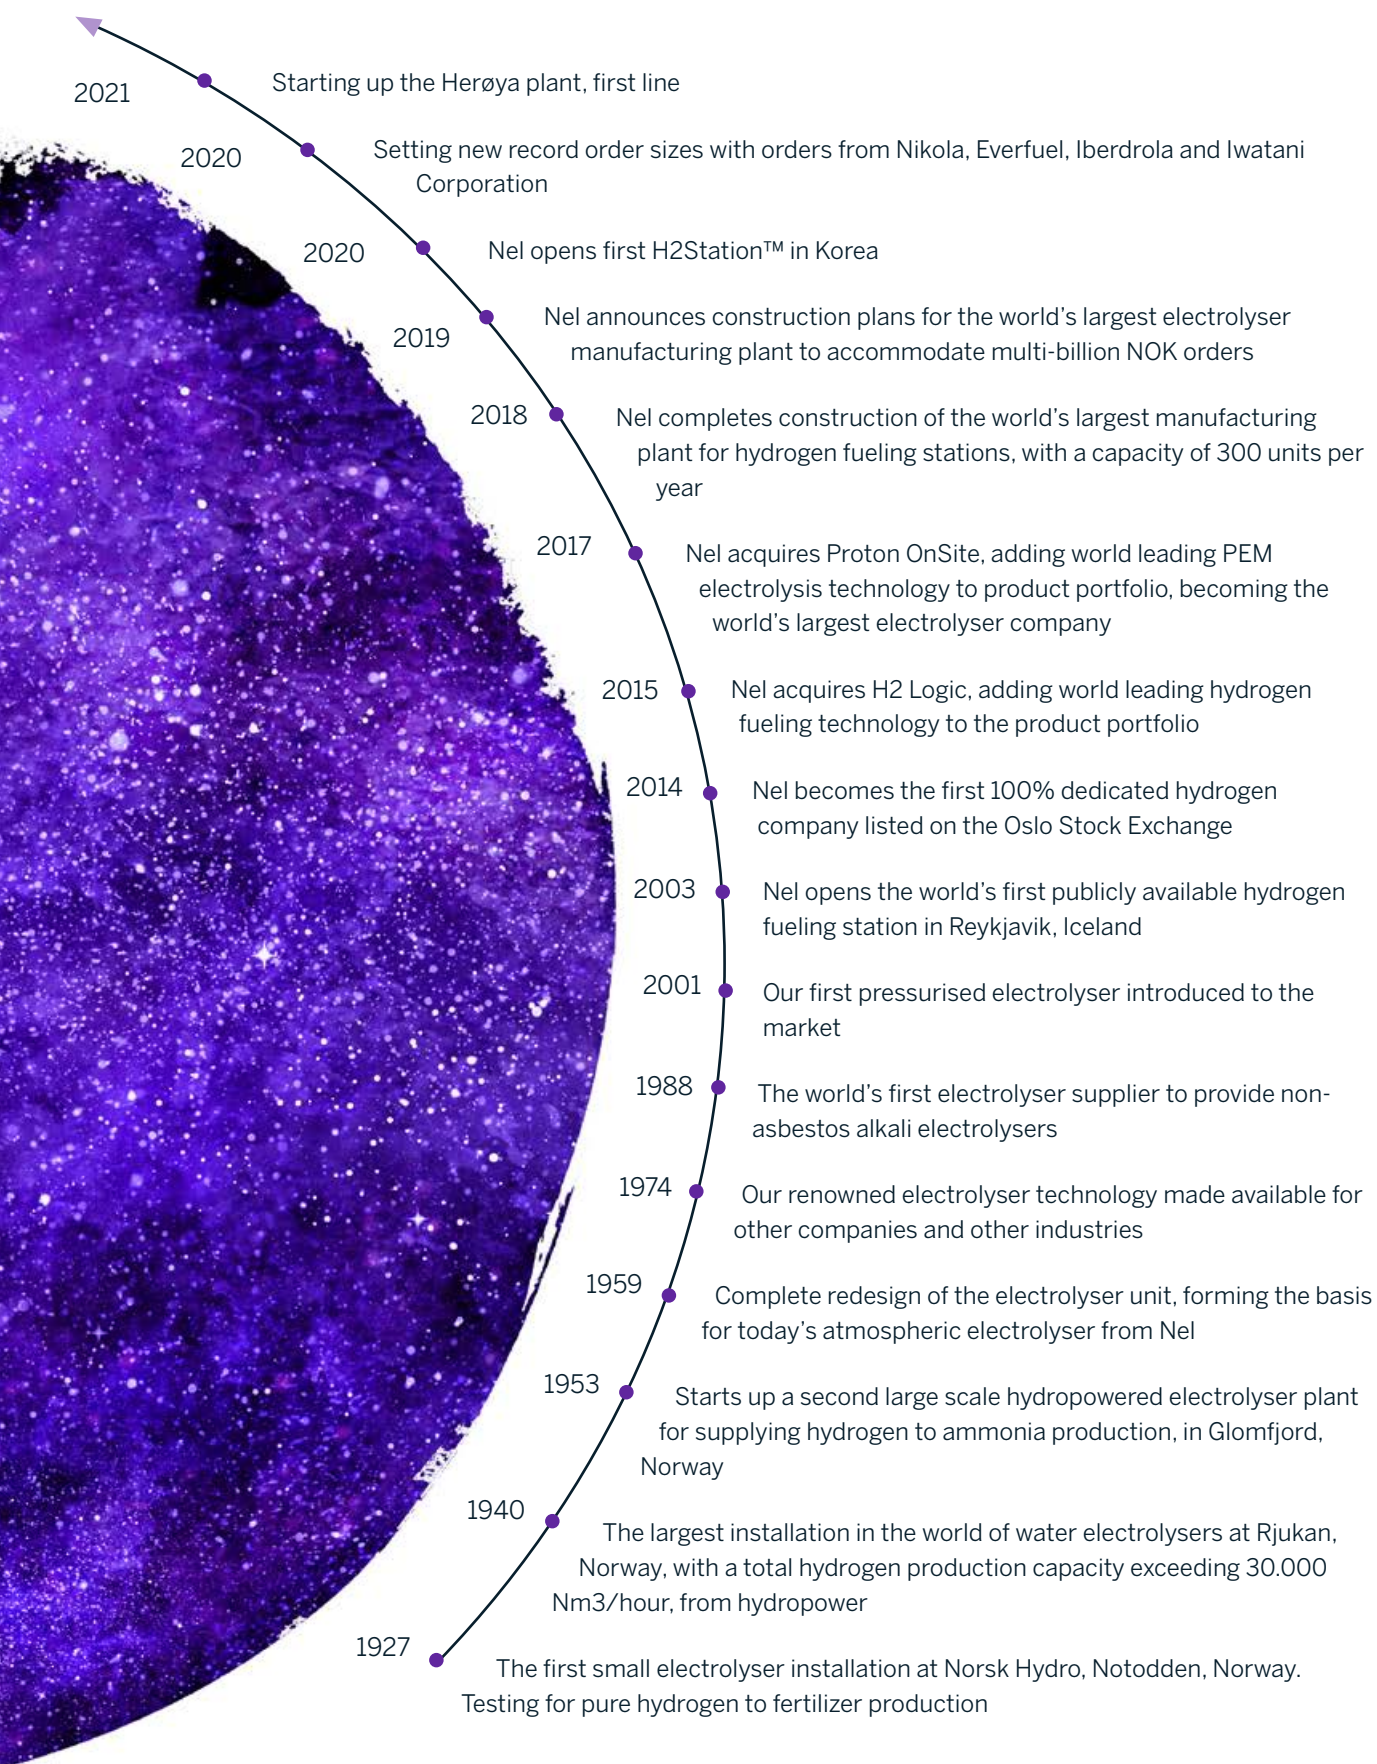 2021
Starting up the Herøya plant, first line
2020
Setting new record order sizes with orders from Nikola, Everfuel, Iberdrola and Iwatani
Corporation
2020
Nel opens first H2Station™ in Korea
2019
Nel announces construction plans for the world's largest electrolyser
manufacturing plant to accommodate multi-billion NOK orders
2018
Nel completes construction of the world's largest manufacturing
plant for hydrogen fueling stations, with a capacity of 300 units per
year
2017
Nel acquires Proton OnSite, adding world leading PEM
electrolysis technology to product portfolio, becoming the
world's largest electrolyser company
2015
Nel acquires H2 Logic, adding world leading hydrogen
fueling technology to the product portfolio
2014
Nel becomes the first 100% dedicated hydrogen
company listed on the Oslo Stock Exchange
2003
Nel opens the world's first publicly available hydrogen
fueling station in Reykjavik, Iceland
2001
Our first pressurised electrolyser introduced to the
market
1988
The world's first electrolyser supplier to provide non-
asbestos alkali electrolysers
1974
Our renowned electrolyser technology made available for
other companies and other industries
1959
Complete redesign of the electrolyser unit, forming the basis
for today's atmospheric electrolyser from Nel
1953
Starts up a second large scale hydropowered electrolyser plant
for supplying hydrogen to ammonia production, in Glomfjord,
Norway
1940
The largest installation in the world of water electrolysers at Rjukan,
Norway, with a total hydrogen production capacity exceeding 30.000
Nm3/hour, from hydropower
1927
The first small electrolyser installation at Norsk Hydro, Notodden, Norway.
Testing for pure hydrogen to fertilizer production